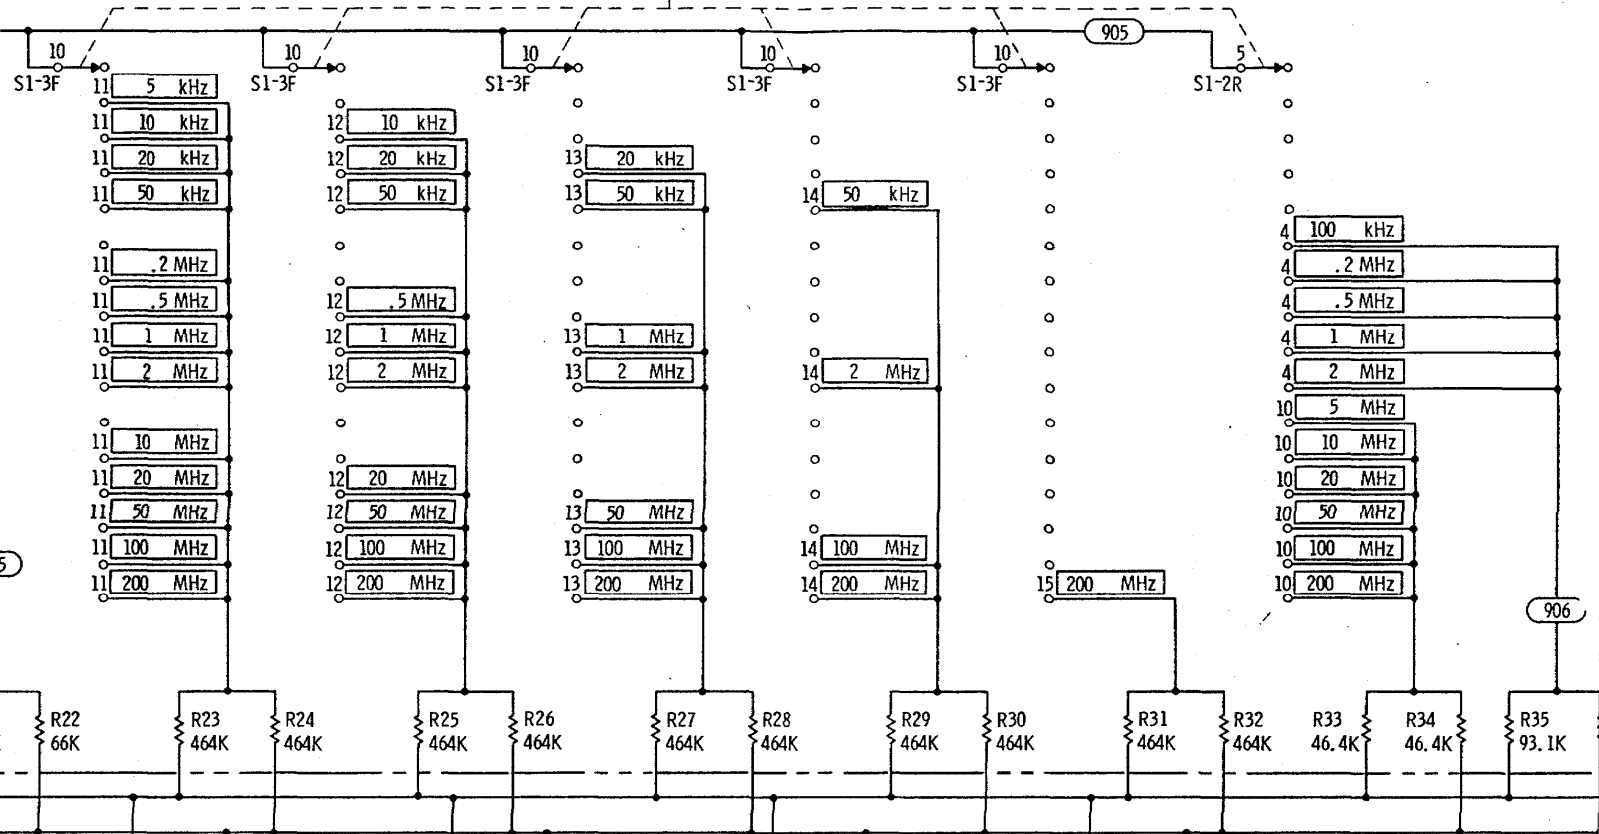 905
10 10 10 10 10 5
S1-3F S1-3F S1-3F S1-3F S1-3F S1-2R
11 5 kHz
11 10 kHz 12 10 kHz
11 20 kHz 12 20 kHz 13 20 kHz
11 50 kHz 12 50 kHz 13 50 kHz 14 50 kHz
4 100 kHz
11 .2 MHz 4 .2 MHz
11 .5 MHz 12 .5 MHz 4 .5 MHz
11 1 MHz 12 1 MHz 13 1 MHz 4 1 MHz
11 2 MHz 12 2 MHz 13 2 MHz 14 2 MHz 4 2 MHz
10 5 MHz
11 10 MHz 10 10 MHz
11 20 MHz 12 20 MHz 10 20 MHz
11 50 MHz 12 50 MHz 13 50 MHz 10 50 MHz
11 100 MHz 12 100 MHz 13 100 MHz 14 100 MHz 10 100 MHz
11 200 MHz 12 200 MHz 13 200 MHz 14 200 MHz 15 200 MHz 10 200 MHz
906
R22 R23 R24 R25 R26 R27 R28 R29 R30 R31 R32 R33 R34 R35
66K 464K 464K 464K 464K 464K 464K 464K 464K 464K 464K 46.4K 46.4K 93.1K